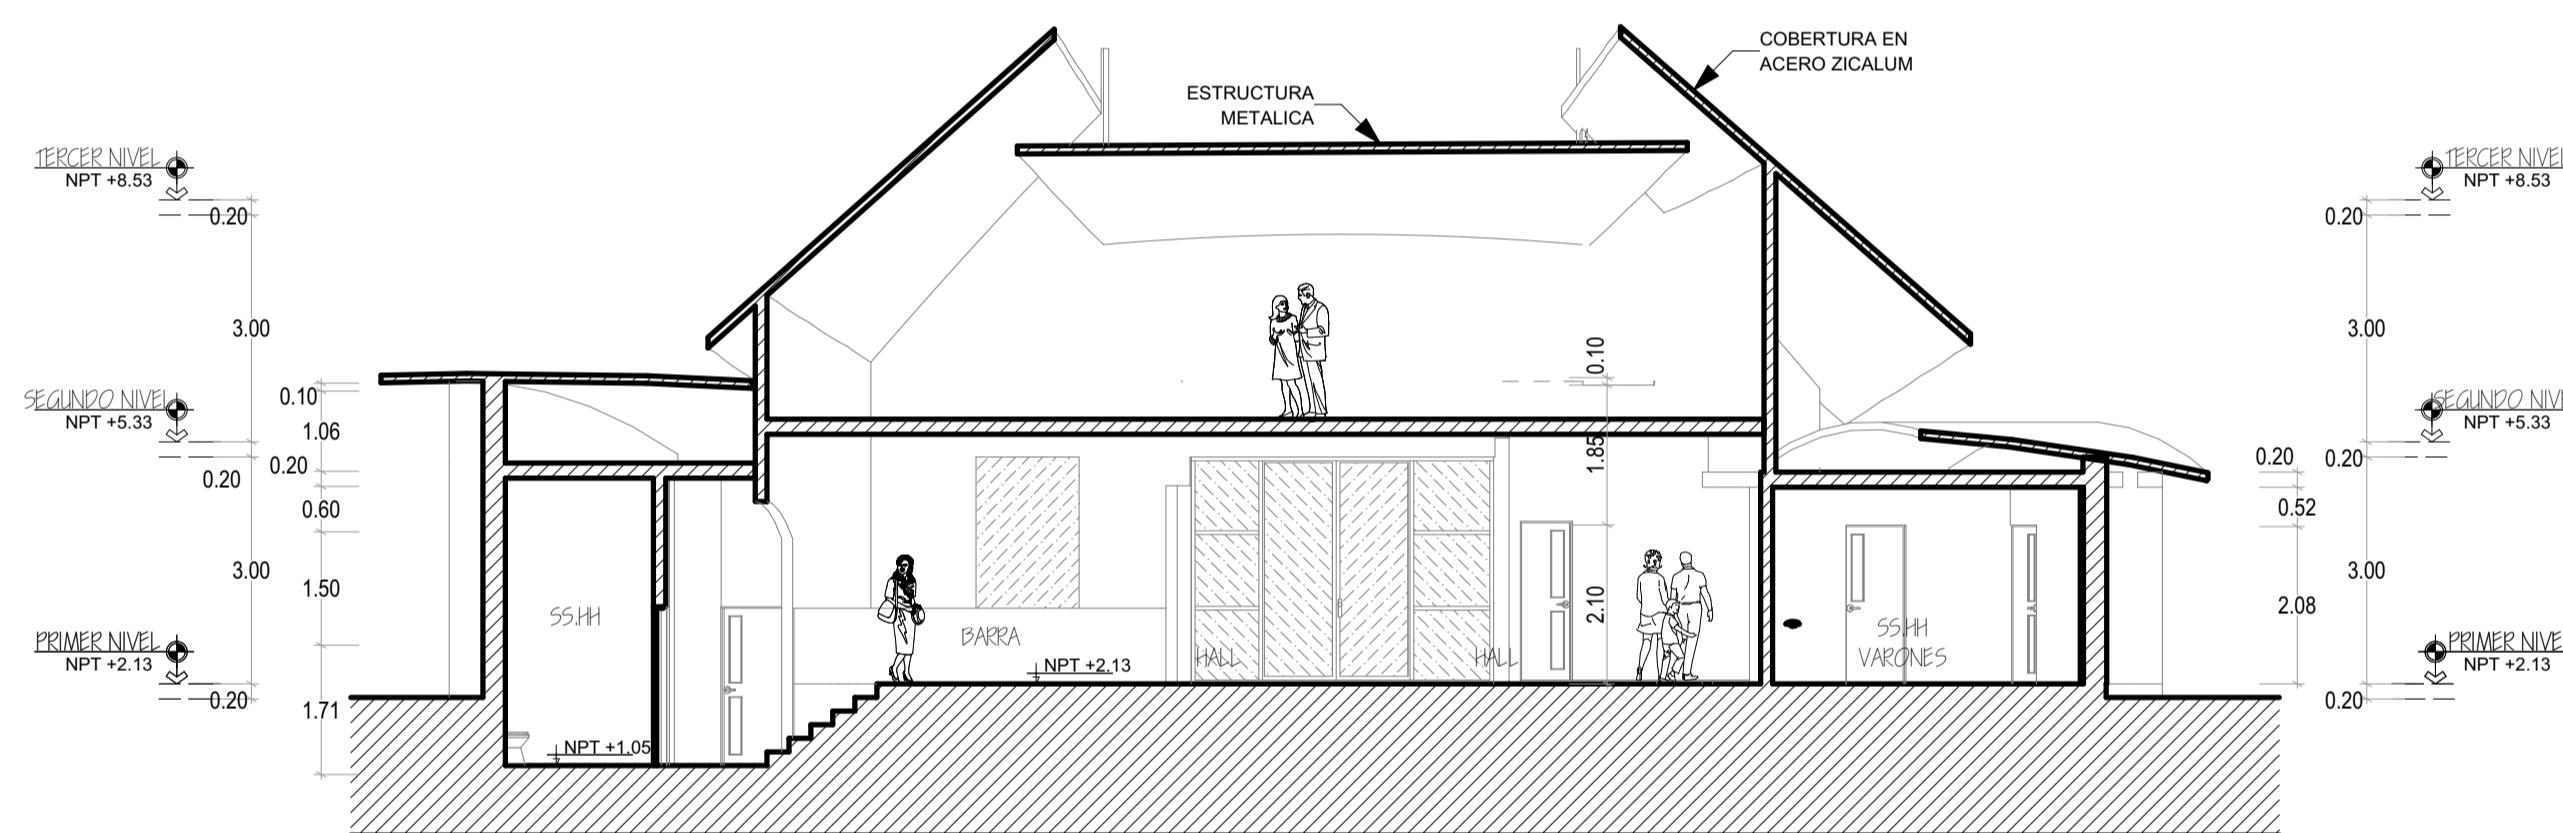 COBERTURA EN
ACERO ZICALUM
ESTRUCTURA
METALICA
TERCER NIVEL
NPT +8.53
0.20
3.00
SEGUNDO NIVEL
NPT +5.33
0.20
3.00
PRIMER NIVEL
NPT +2.13
0.20
0.10
1.06
0.20
0.60
1.50
1.71
SS.HH
NPT +1.05
BARRA
NPT +2.13
HALL
HALL
0.10
1.85
2.10
SS.HH
VARONES
0.20
0.52
2.08
TERCER NIVEL
NPT +8.53
0.20
3.00
SEGUNDO NIVE
NPT +5.33
0.20
3.00
PRIMER NIVE
NPT +2.13
0.20